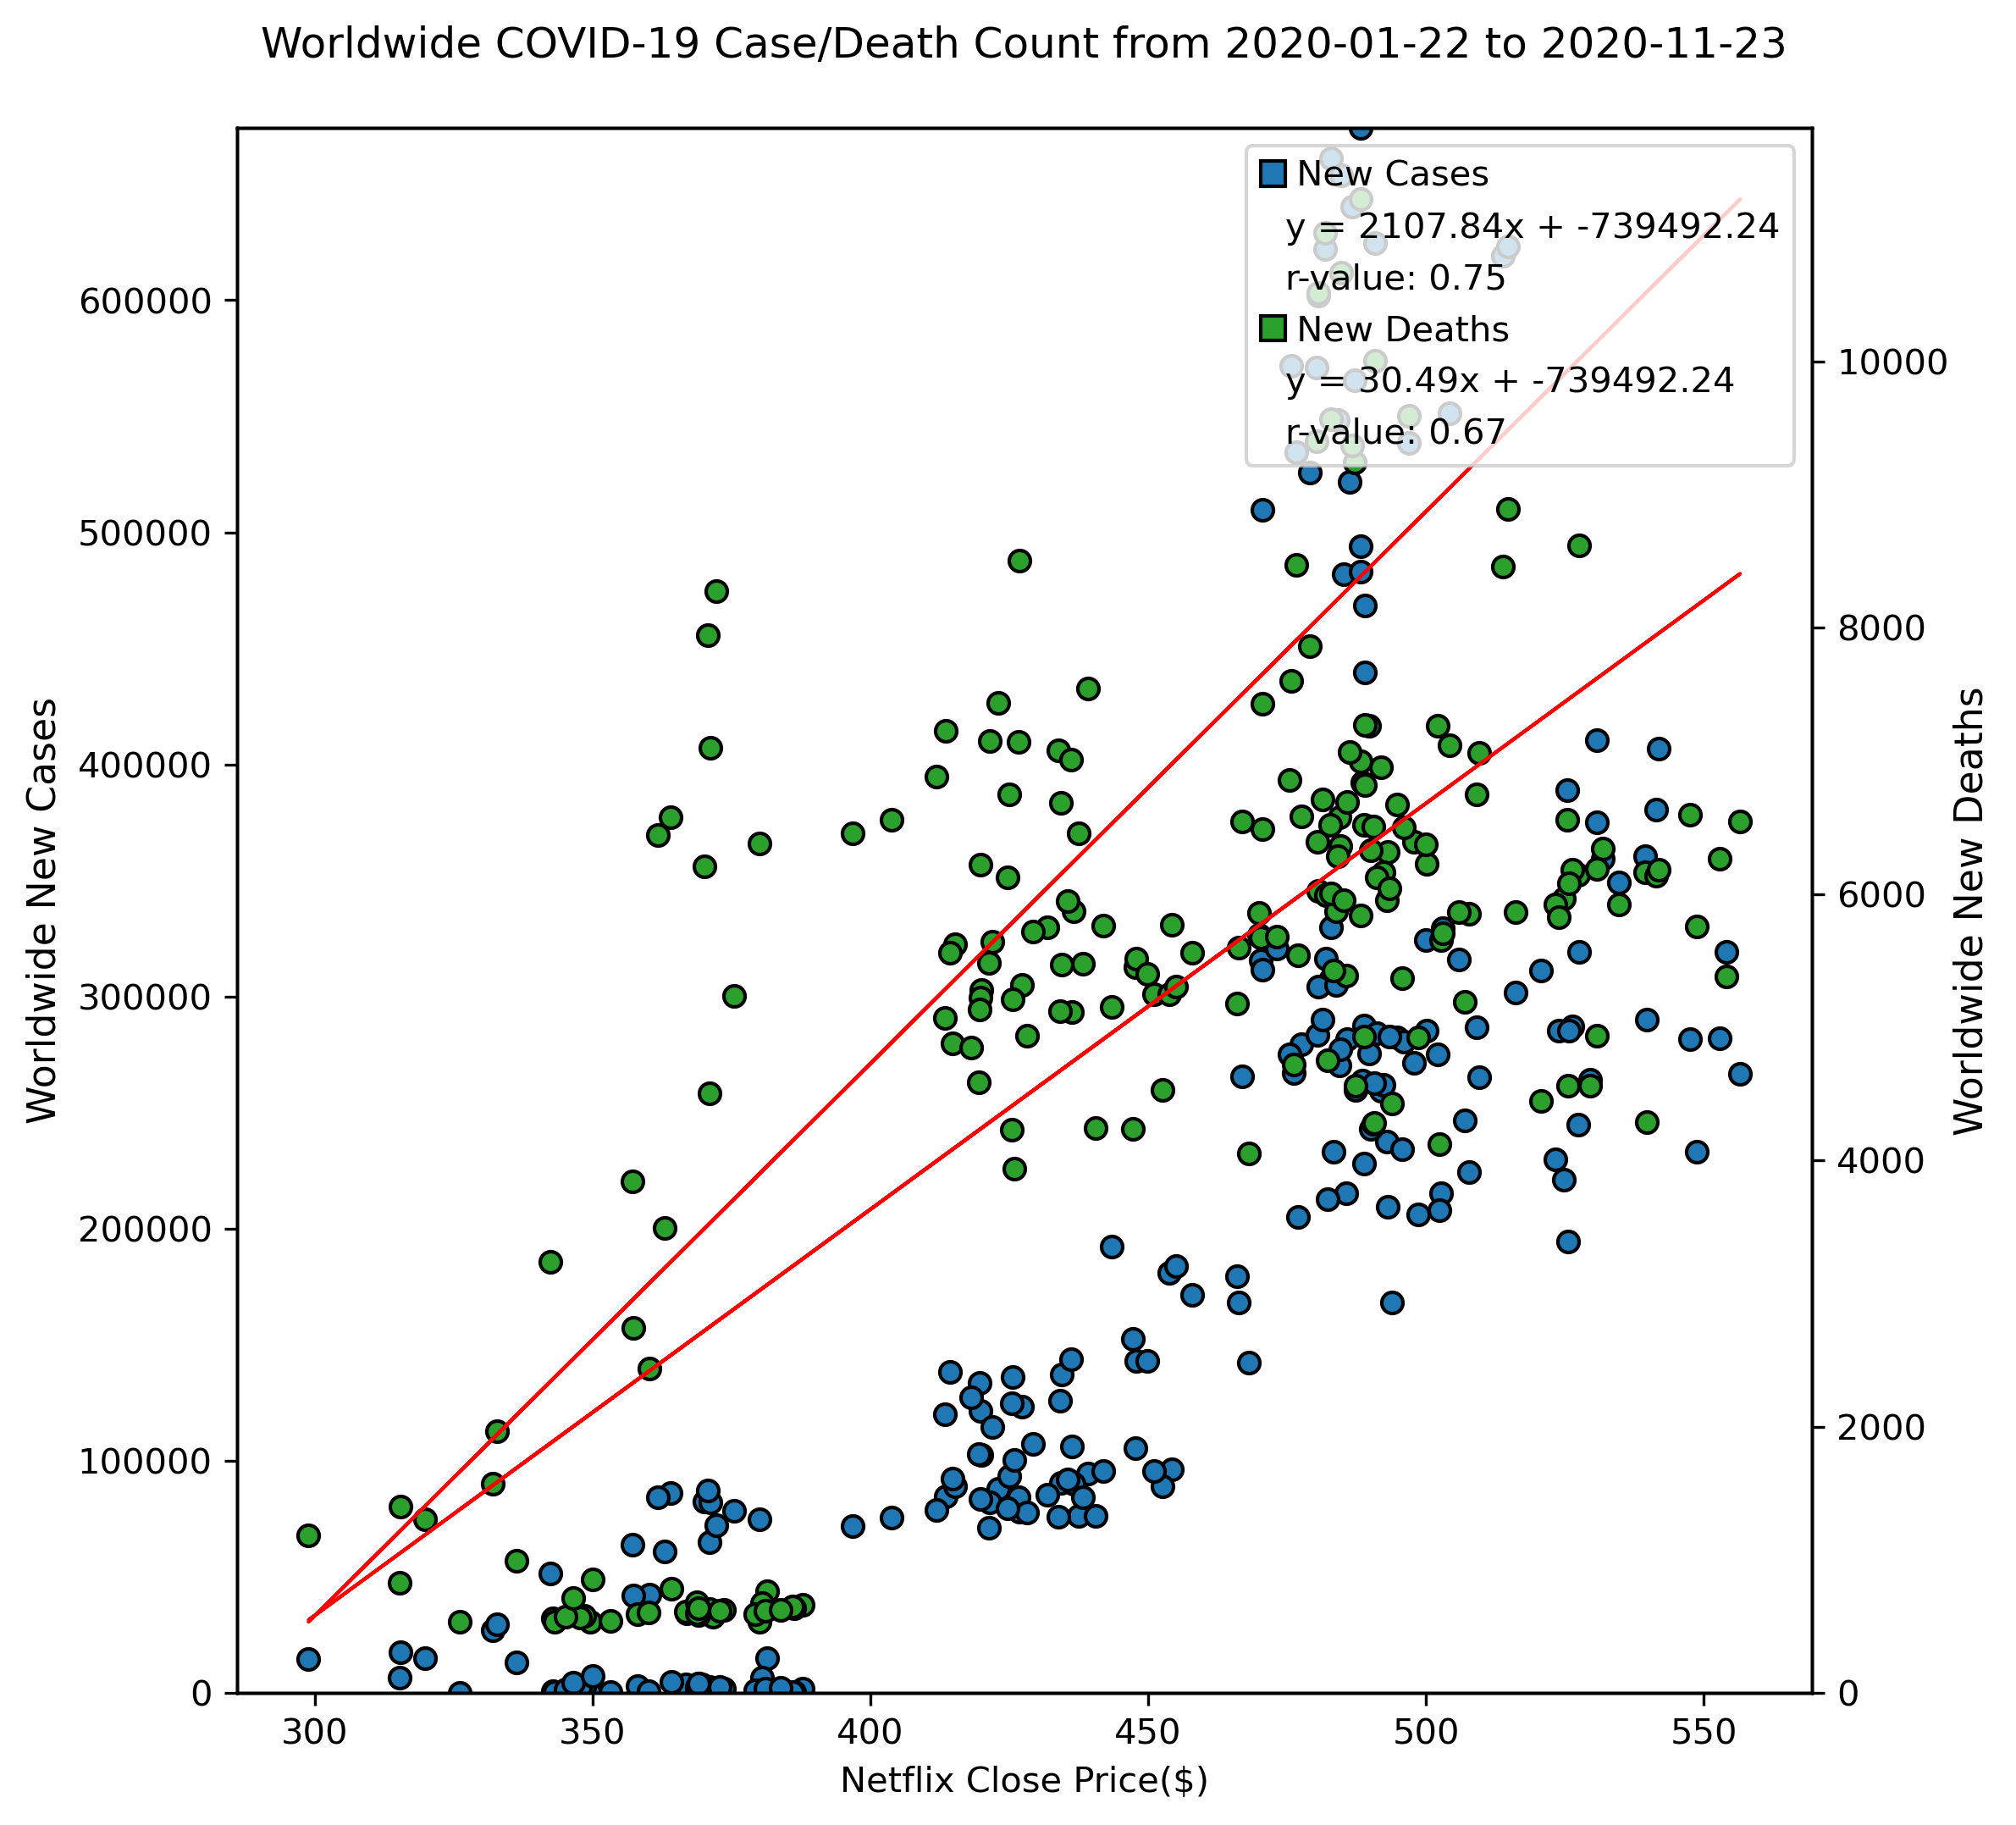 Worldwide COVID-19 Case/Death Count from 2020-01-22 to 2020-11-23
New Cases
y = 2107.84x + -739492.24
r-value: 0.75
New Deaths
y = 30.49x + -739492.24
r-value: 0.67
Worldwide New Cases
600000
500000
400000
300000
200000
100000
0
Worldwide New Deaths
10000
8000
6000
4000
2000
0
300 350 400 450 500 550
Netflix Close Price($)